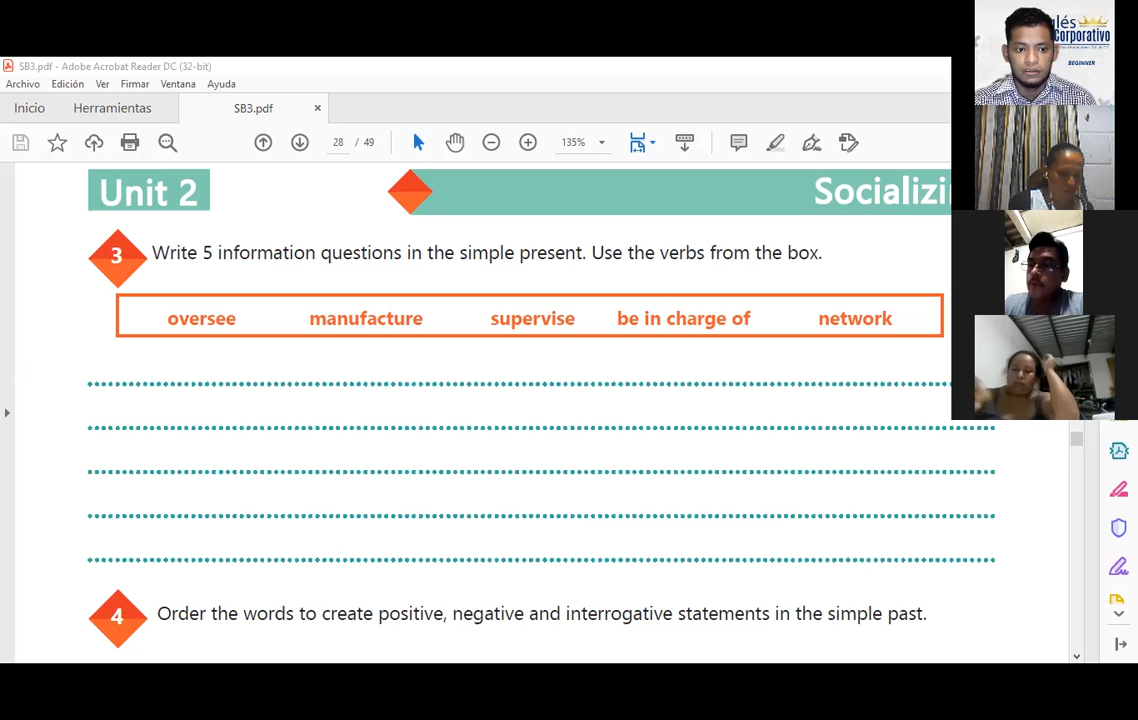 SB3.pdf - Adobe Acrobat Reader DC (32-bit)
Archivo Edición Ver Firmar Ventana Ayuda
Inicio Herramientas SB3.pdf ×
28 / 49 135%
Unit 2 Socializi
3 Write 5 information questions in the simple present. Use the verbs from the box.
oversee manufacture supervise be in charge of network
4 Order the words to create positive, negative and interrogative statements in the simple past.
glés
Corporativo
BEGINNER